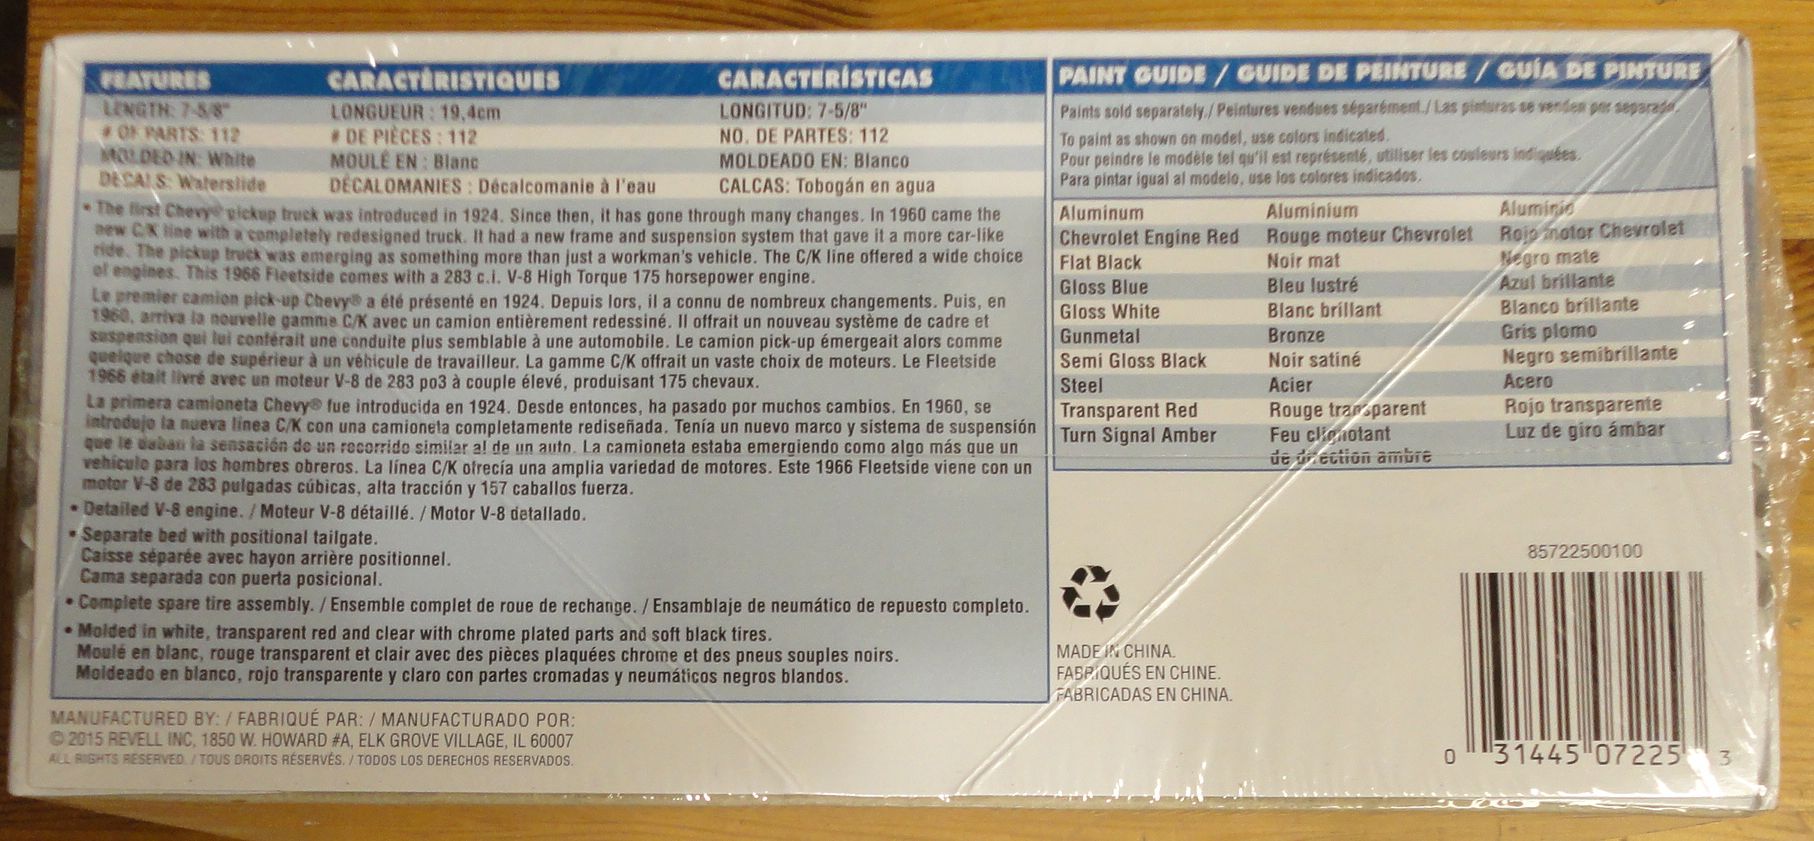 FEATURES CARACTÈRISTIQUES CARACTERÍSTICAS
LENGTH: 7-5/8" LONGUEUR : 19,4cm LONGITUD: 7-5/8"
# OF PARTS: 112 # DE PIÈCES : 112 NO. DE PARTES: 112
MOLDED IN: White MOULÉ EN : Blanc MOLDEADO EN: Blanco
DECALS: Waterslide DÉCALOMANIES : Décalcomanie à l'eau CALCAS: Tobogán en agua
• The first Chevy® pickup truck was introduced in 1924. Since then, it has gone through many changes. In 1960 came the
new C/K line with a completely redesigned truck. It had a new frame and suspension system that gave it a more car-like
ride. The pickup truck was emerging as something more than just a workman's vehicle. The C/K line offered a wide choice
of engines. This 1966 Fleetside comes with a 283 c.i. V-8 High Torque 175 horsepower engine.
Le premier camion pick-up Chevy® a été présenté en 1924. Depuis lors, il a connu de nombreux changements. Puis, en
1960, arriva la nouvelle gamme C/K avec un camion entièrement redessiné. Il offrait un nouveau système de cadre et
suspension qui lui conférait une conduite plus semblable à une automobile. Le camion pick-up émergeait alors comme
quelque chose de supérieur à un véhicule de travailleur. La gamme C/K offrait un vaste choix de moteurs. Le Fleetside
1966 était livré avec un moteur V-8 de 283 po3 à couple élevé, produisant 175 chevaux.
La primera camioneta Chevy® fue introducida en 1924. Desde entonces, ha pasado por muchos cambios. En 1960, se
introdujo la nueva línea C/K con una camioneta completamente rediseñada. Tenía un nuevo marco y sistema de suspensión
que le daban la sensación de un recorrido similar al de un auto. La camioneta estaba emergiendo como algo más que un
vehículo para los hombres obreros. La línea C/K ofrecía una amplia variedad de motores. Este 1966 Fleetside viene con un
motor V-8 de 283 pulgadas cúbicas, alta tracción y 157 caballos fuerza.
• Detailed V-8 engine. / Moteur V-8 détaillé. / Motor V-8 detallado.
• Separate bed with positional tailgate.
Caisse séparée avec hayon arrière positionnel.
Cama separada con puerta posicional.
• Complete spare tire assembly. / Ensemble complet de roue de rechange. / Ensamblaje de neumático de repuesto completo.
• Molded in white, transparent red and clear with chrome plated parts and soft black tires.
Moulé en blanc, rouge transparent et clair avec des pièces plaquées chrome et des pneus souples noirs.
Moldeado en blanco, rojo transparente y claro con partes cromadas y neumáticos negros blandos.
MANUFACTURED BY: / FABRIQUÉ PAR: / MANUFACTURADO POR:
© 2015 REVELL INC, 1850 W. HOWARD #A, ELK GROVE VILLAGE, IL 60007
ALL RIGHTS RESERVED. / TOUS DROITS RÉSERVÉS. / TODOS LOS DERECHOS RESERVADOS.
PAINT GUIDE / GUIDE DE PEINTURE / GUÍA DE PINTURE
Paints sold separately./ Peintures vendues séparément./ Las pinturas se venden por separado.
To paint as shown on model, use colors indicated.
Pour peindre le modèle tel qu'il est représenté, utiliser les couleurs indiquées.
Para pintar igual al modelo, use los colores indicados.
Aluminum Aluminium Aluminio
Chevrolet Engine Red Rouge moteur Chevrolet Rojo motor Chevrolet
Flat Black Noir mat Negro mate
Gloss Blue Bleu lustré Azul brillante
Gloss White Blanc brillant Blanco brillante
Gunmetal Bronze Gris plomo
Semi Gloss Black Noir satiné Negro semibrillante
Steel Acier Acero
Transparent Red Rouge transparent Rojo transparente
Turn Signal Amber Feu clignotant Luz de giro ámbar
de direction ambre
85722500100
MADE IN CHINA.
FABRIQUÉS EN CHINE.
FABRICADAS EN CHINA.
0 31445 07225 3